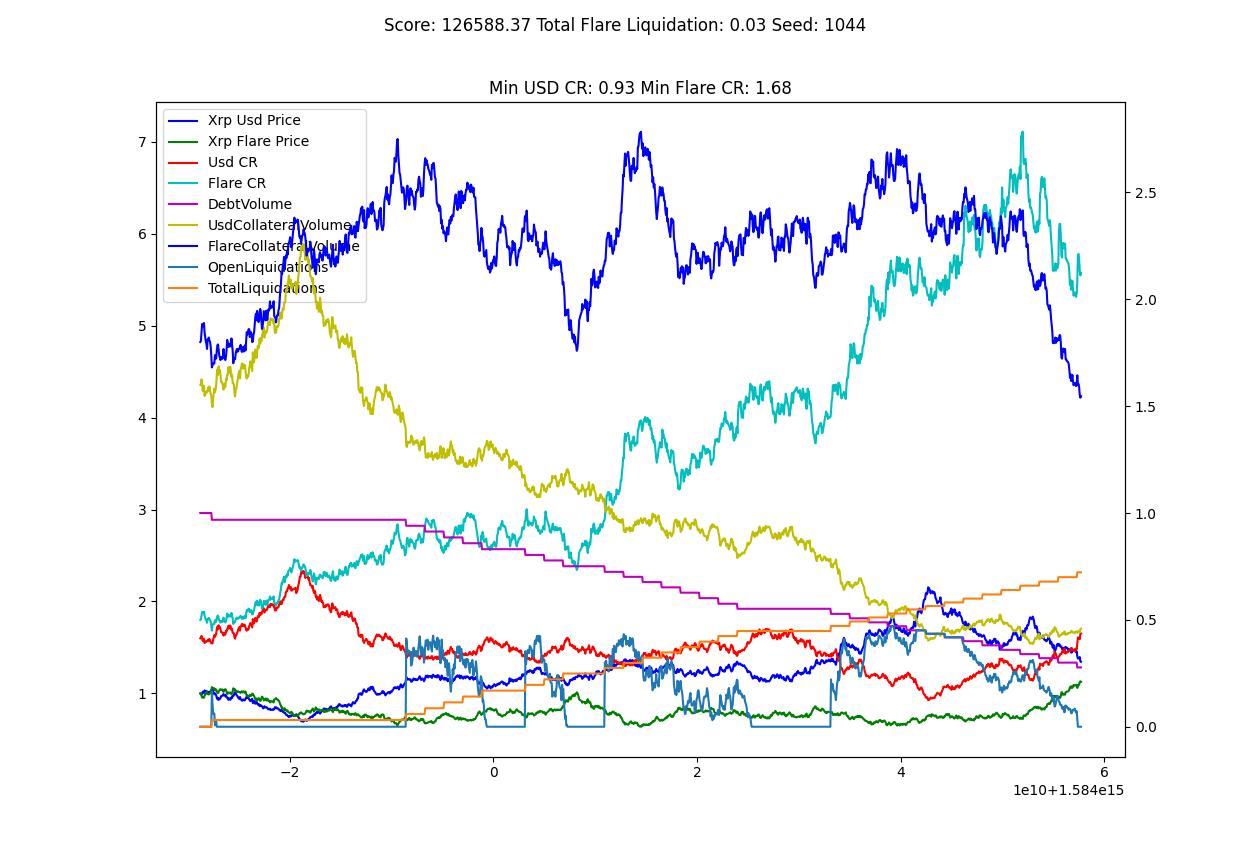 Score: 126588.37 Total Flare Liquidation: 0.03 Seed: 1044
Min USD CR: 0.93 Min Flare CR: 1.68
Xrp Usd Price
Xrp Flare Price
Usd CR
Flare CR
DebtVolume
UsdCollateralVolume
FlareCollateralVolume
OpenLiquidations
TotalLiquidations
7
6
5
4
3
2
1
2.5
2.0
1.5
1.0
0.5
0.0
−2 0 2 4 6
1e10+1.584e15